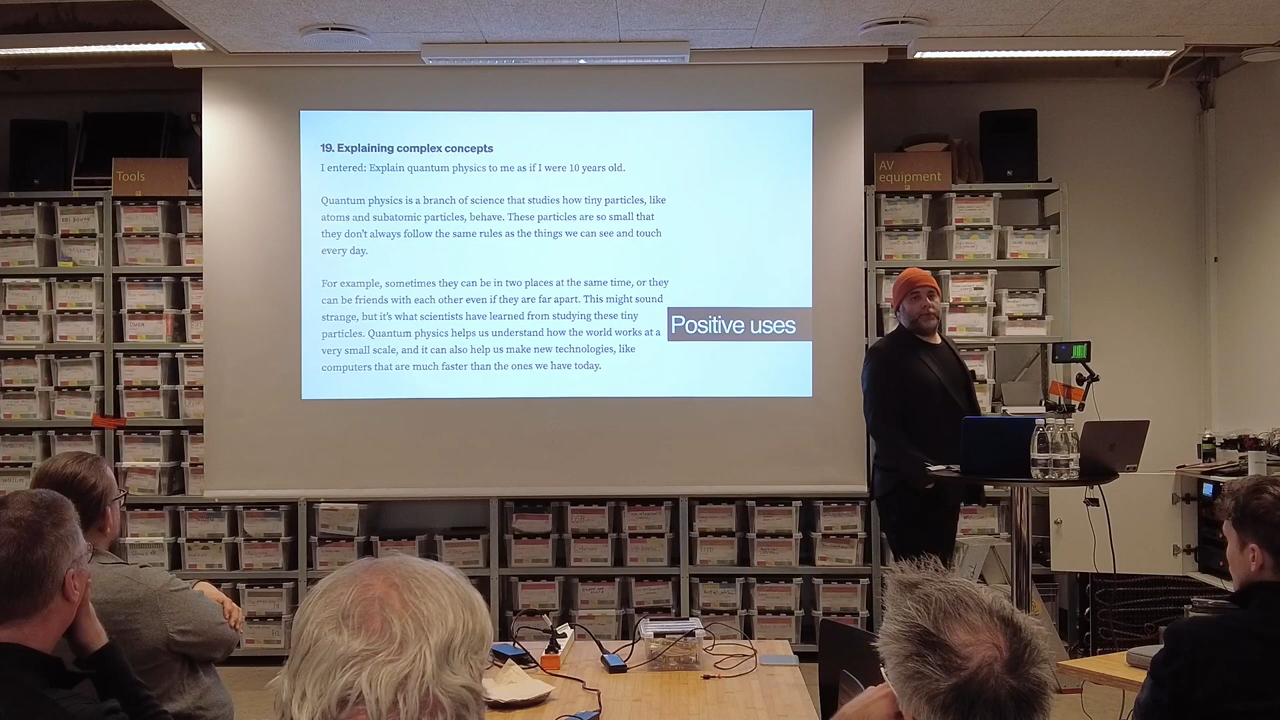 Tools
AV
equipment
19. Explaining complex concepts
I entered: Explain quantum physics to me as if I were 10 years old.
Quantum physics is a branch of science that studies how tiny particles, like
atoms and subatomic particles, behave. These particles are so small that
they don't always follow the same rules as the things we can see and touch
every day.
For example, sometimes they can be in two places at the same time, or they
can be friends with each other even if they are far apart. This might sound
strange, but it's what scientists have learned from studying these tiny
particles. Quantum physics helps us understand how the world works at a
very small scale, and it can also help us make new technologies, like
computers that are much faster than the ones we have today.
Positive uses